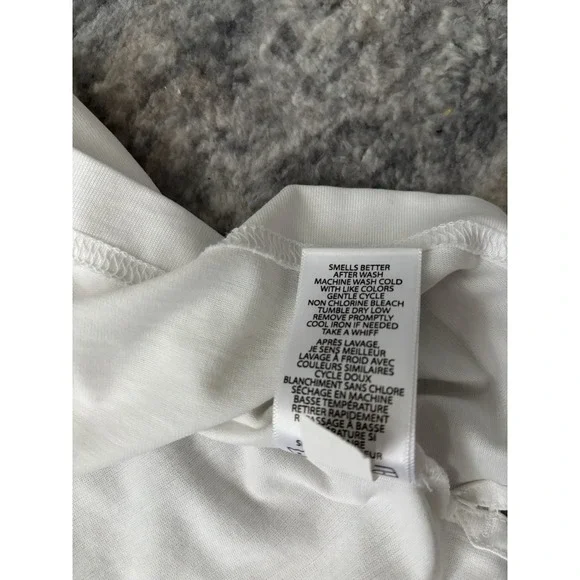 SMELLS BETTER
AFTER WASH
MACHINE WASH COLD
WITH LIKE COLORS
GENTLE CYCLE
NON CHLORINE BLEACH
TUMBLE DRY LOW
REMOVE PROMPTLY
COOL IRON IF NEEDED
TAKE A WHIFF
APRÈS LAVAGE,
JE SENS MEILLEUR
LAVAGE À FROID AVEC
COULEURS SIMILAIRES
CYCLE DOUX
BLANCHIMENT SANS CHLORE
SÉCHAGE EN MACHINE
BASSE TEMPÉRATURE
RETIRER RAPIDEMENT
À BASSE
SI